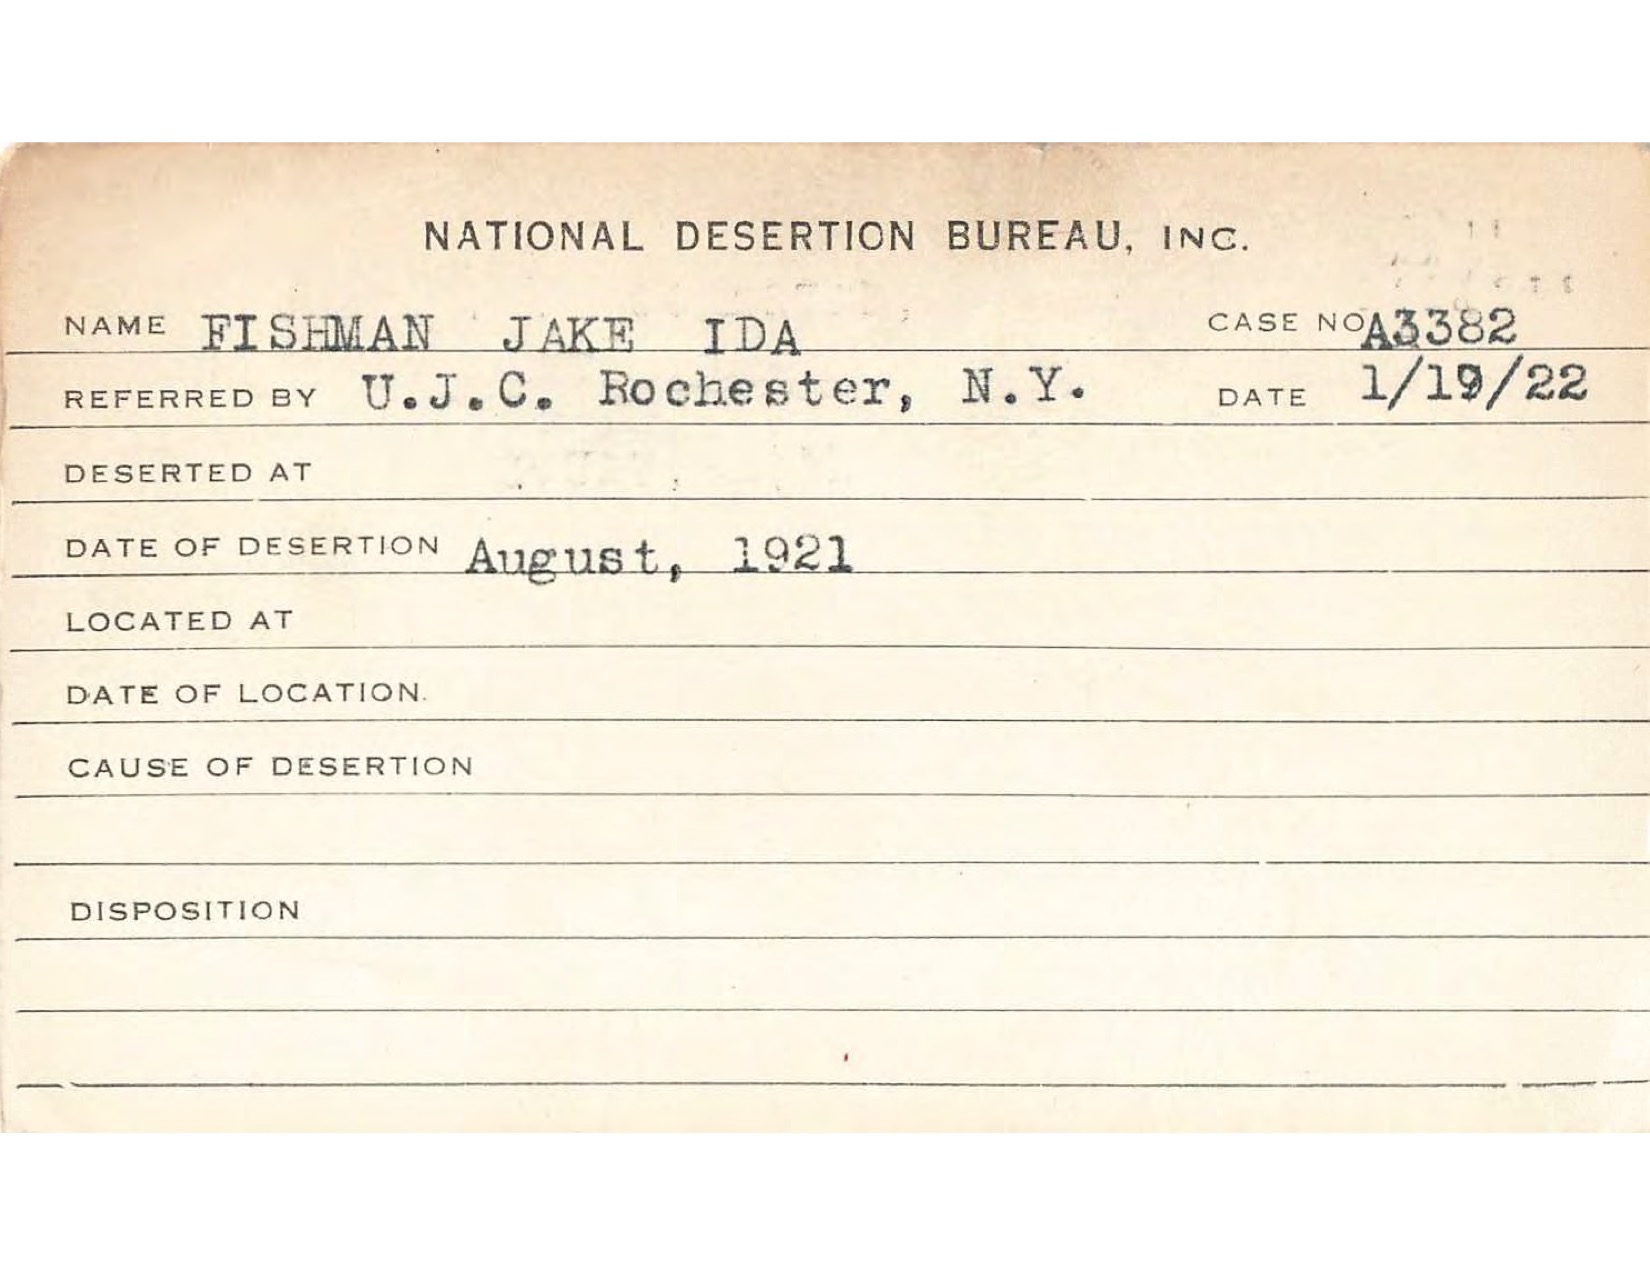 NATIONAL DESERTION BUREAU, INC.
NAME FISHMAN JAKE IDA CASE NO. A3382
REFERRED BY U.J.C. Rochester, N.Y. DATE 1/19/22
DESERTED AT
DATE OF DESERTION August, 1921
LOCATED AT
DATE OF LOCATION.
CAUSE OF DESERTION
DISPOSITION